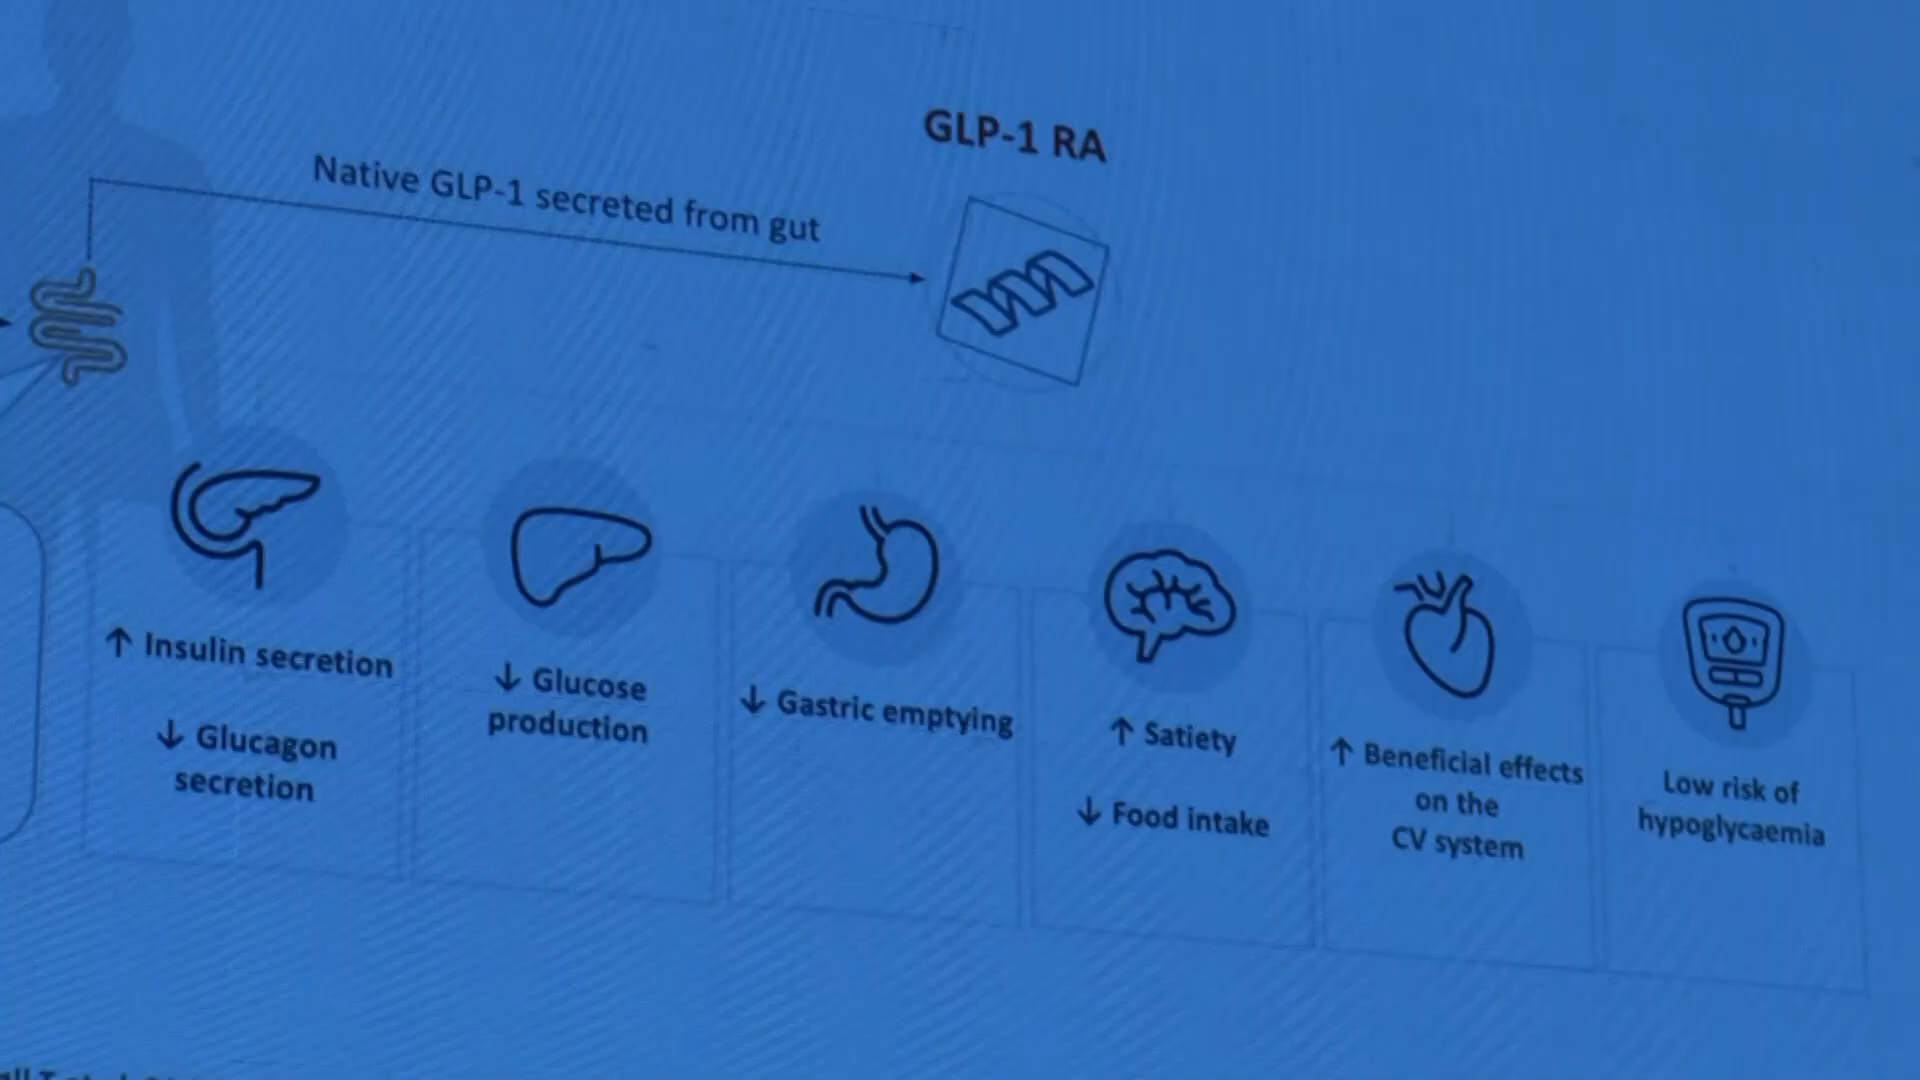 GLP-1 RA
Native GLP-1 secreted from gut
↑ Insulin secretion
↓ Glucagon
secretion
↓ Glucose
production
↓ Gastric emptying
↑ Satiety
↓ Food intake
↑ Beneficial effects
on the
CV system
Low risk of
hypoglycaemia